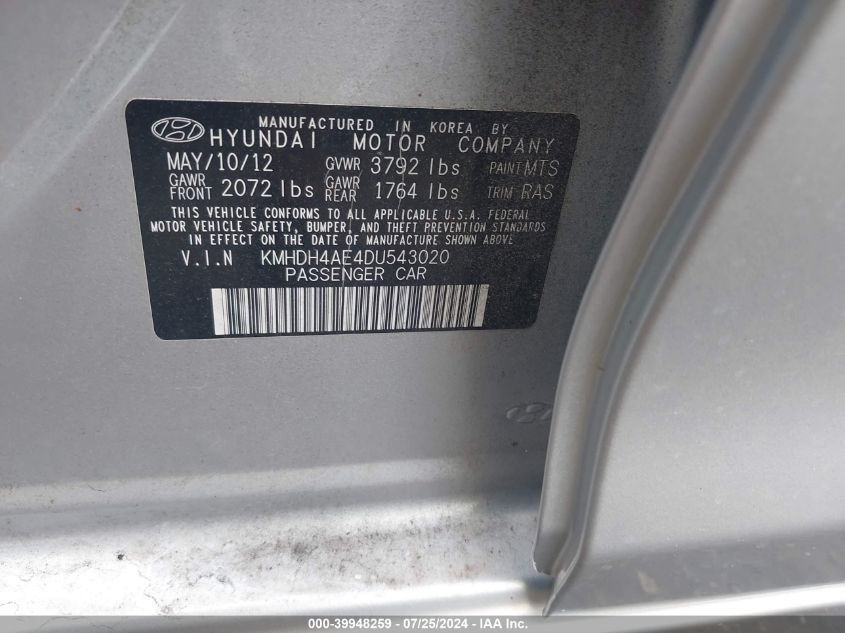 MANUFACTURED IN KOREA BY
HYUNDAI MOTOR COMPANY
MAY/10/12 GVWR 3792 lbs PAINT MTS
GAWR FRONT 2072 lbs GAWR REAR 1764 lbs TRIM RAS
THIS VEHICLE CONFORMS TO ALL APPLICABLE U.S.A. FEDERAL
MOTOR VEHICLE SAFETY, BUMPER, AND THEFT PREVENTION STANDARDS
IN EFFECT ON THE DATE OF MANUFACTURE SHOWN ABOVE
V.I.N KMHDH4AE4DU543020
PASSENGER CAR
000-39948259 - 07/25/2024 - IAA Inc.